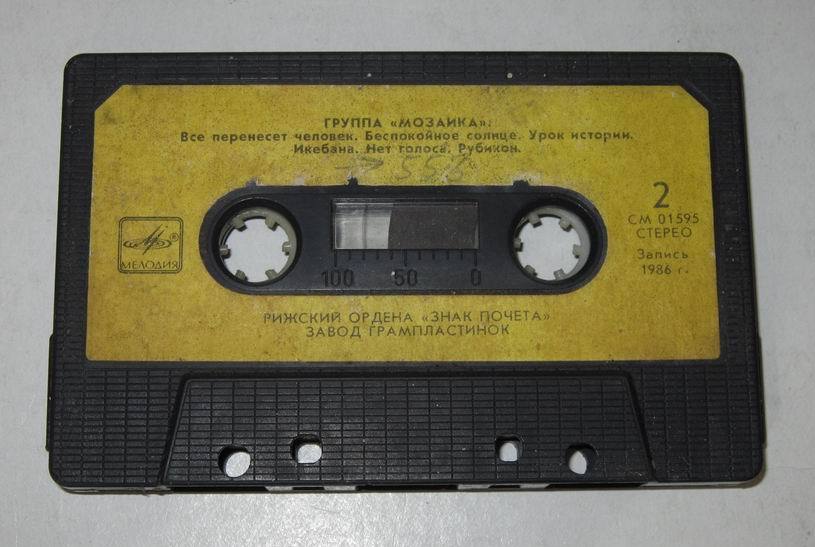 ГРУППА «МОЗАИКА»:
Все перенесет человек. Беспокойное солнце. Урок истории.
Икебана. Нет голоса. Рубикон.
2
СМ 01595
СТЕРЕО
Запись
1986 г.
МЕЛОДИЯ
100 50 0
РИЖСКИЙ ОРДЕНА «ЗНАК ПОЧЕТА»
ЗАВОД ГРАМПЛАСТИНОК